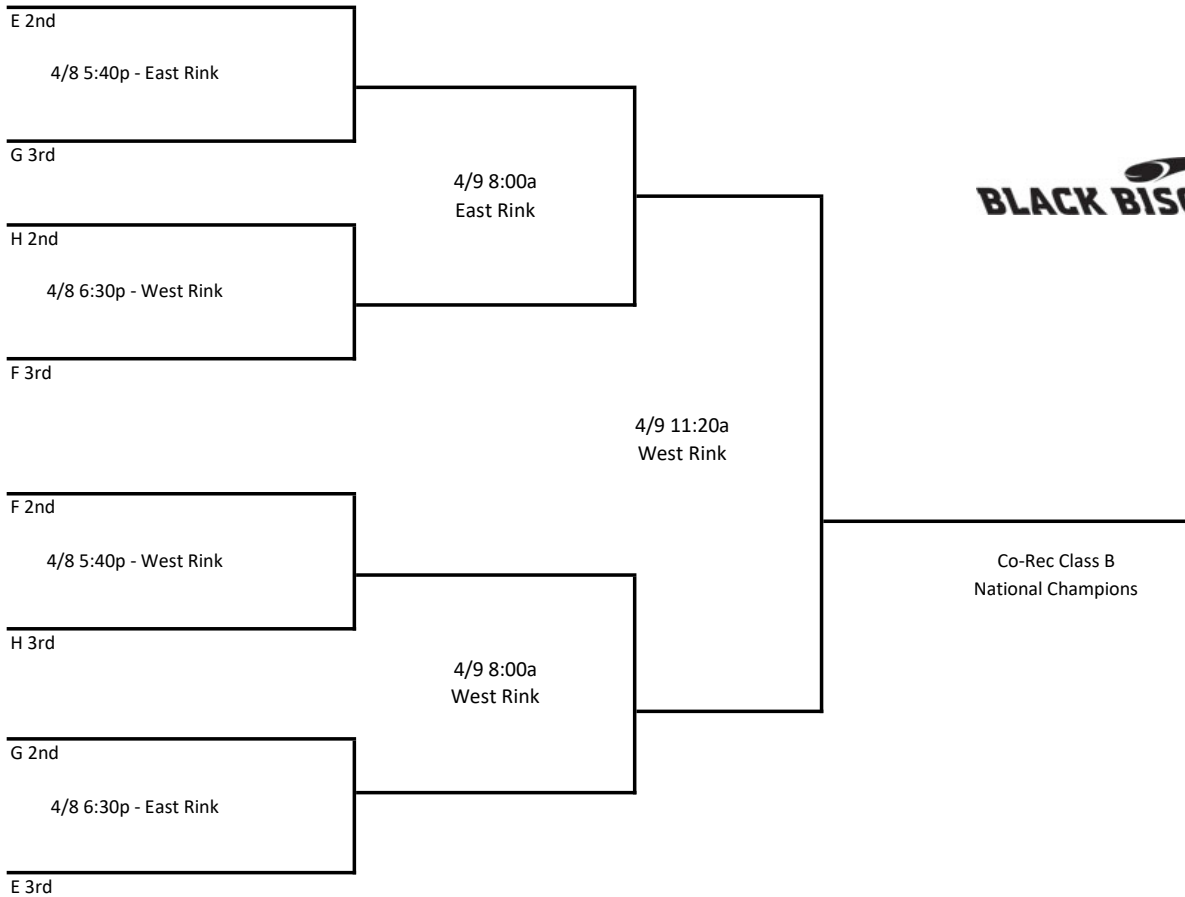 E 2nd
4/8 5:40p - East Rink
G 3rd
4/9 8:00a
East Rink
H 2nd
4/8 6:30p - West Rink
F 3rd
4/9 11:20a
West Rink
F 2nd
4/8 5:40p - West Rink
H 3rd
4/9 8:00a
West Rink
G 2nd
4/8 6:30p - East Rink
E 3rd
BLACK
Co-Rec Class B
National Champions